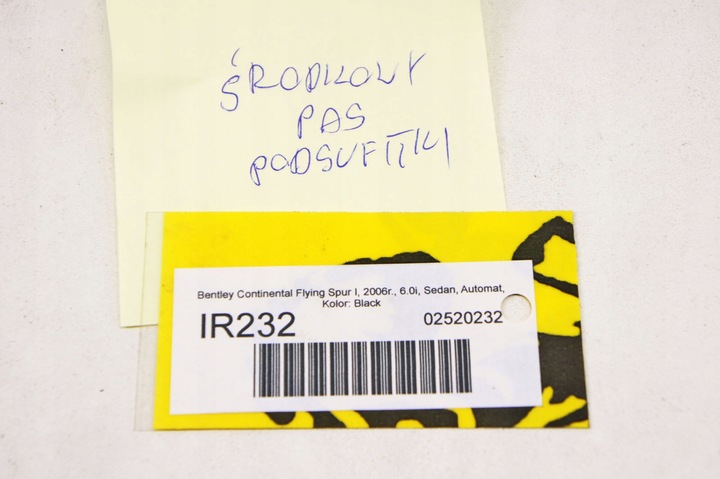 ŚRODKOWY
PAS
PODSUFITKI
Bentley Continental Flying Spur I, 2006r., 6.0i, Sedan, Automat,
Kolor: Black
IR232
02520232